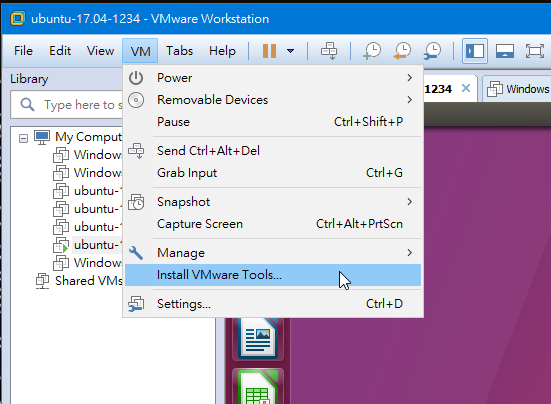 ubuntu-17.04-1234 - VMware Workstation
File Edit View VM Tabs Help
Library
1234 Windows
Type here to s
Power
Removable Devices
Pause Ctrl+Shift+P
Send Ctrl+Alt+Del
Grab Input Ctrl+G
Snapshot
Capture Screen Ctrl+Alt+PrtScn
Manage
Install VMware Tools...
Settings... Ctrl+D
My Comput
Window
Window
ubuntu-1
ubuntu-1
ubuntu-1
ubuntu-1
Window
Shared VMs